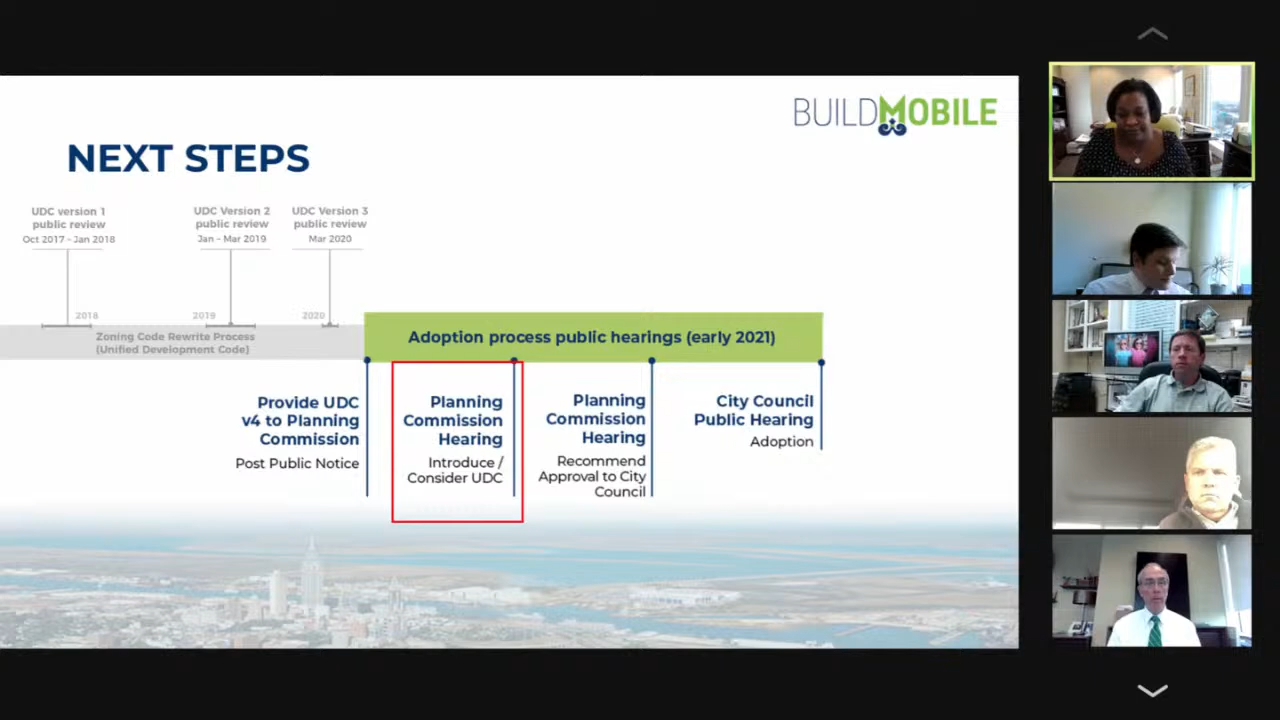 BUILDMOBILE
NEXT STEPS
UDC version 1
public review
Oct 2017 - Jan 2018
UDC Version 2
public review
Jan – Mar 2019
UDC Version 3
public review
Mar 2020
2018
2019
2020
Zoning Code Rewrite Process
(Unified Development Code)
Adoption process public hearings (early 2021)
Provide UDC
v4 to Planning
Commission
Post Public Notice
Planning
Commission
Hearing
Introduce /
Consider UDC
Planning
Commission
Hearing
Recommend
Approval to City
Council
City Council
Public Hearing
Adoption